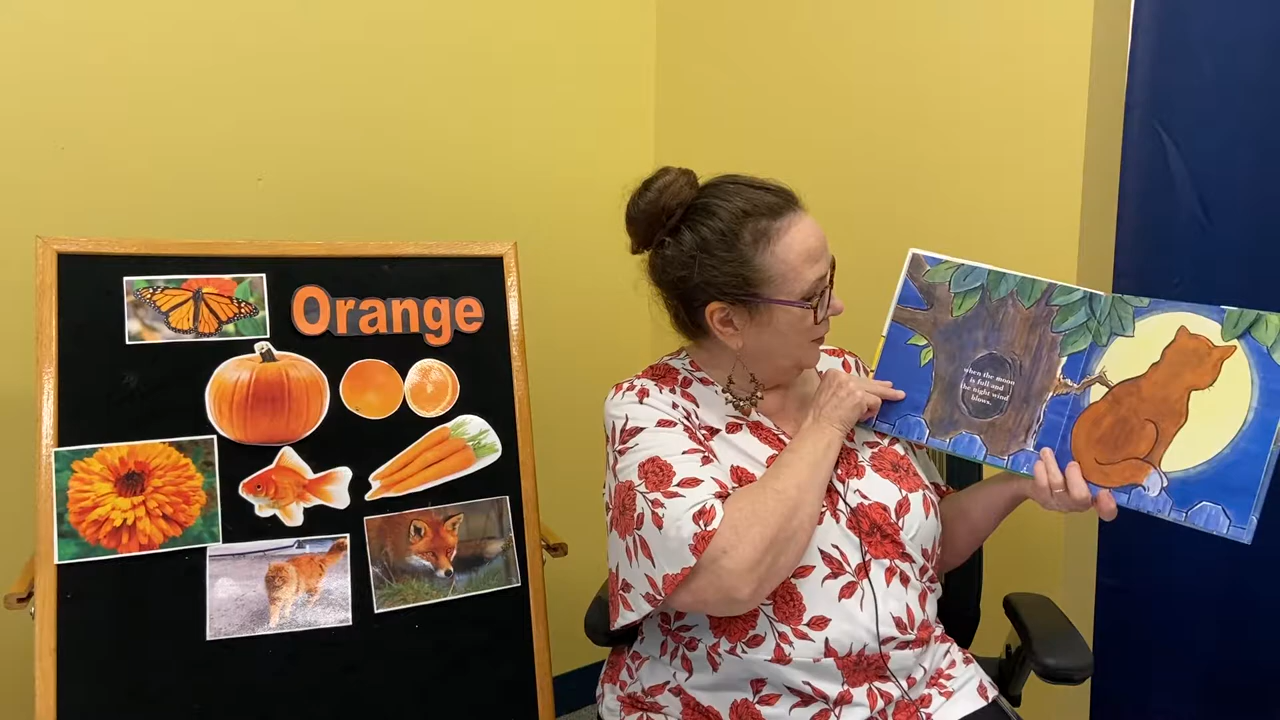 Orange
when the moon
is full and
the night wind
blows.